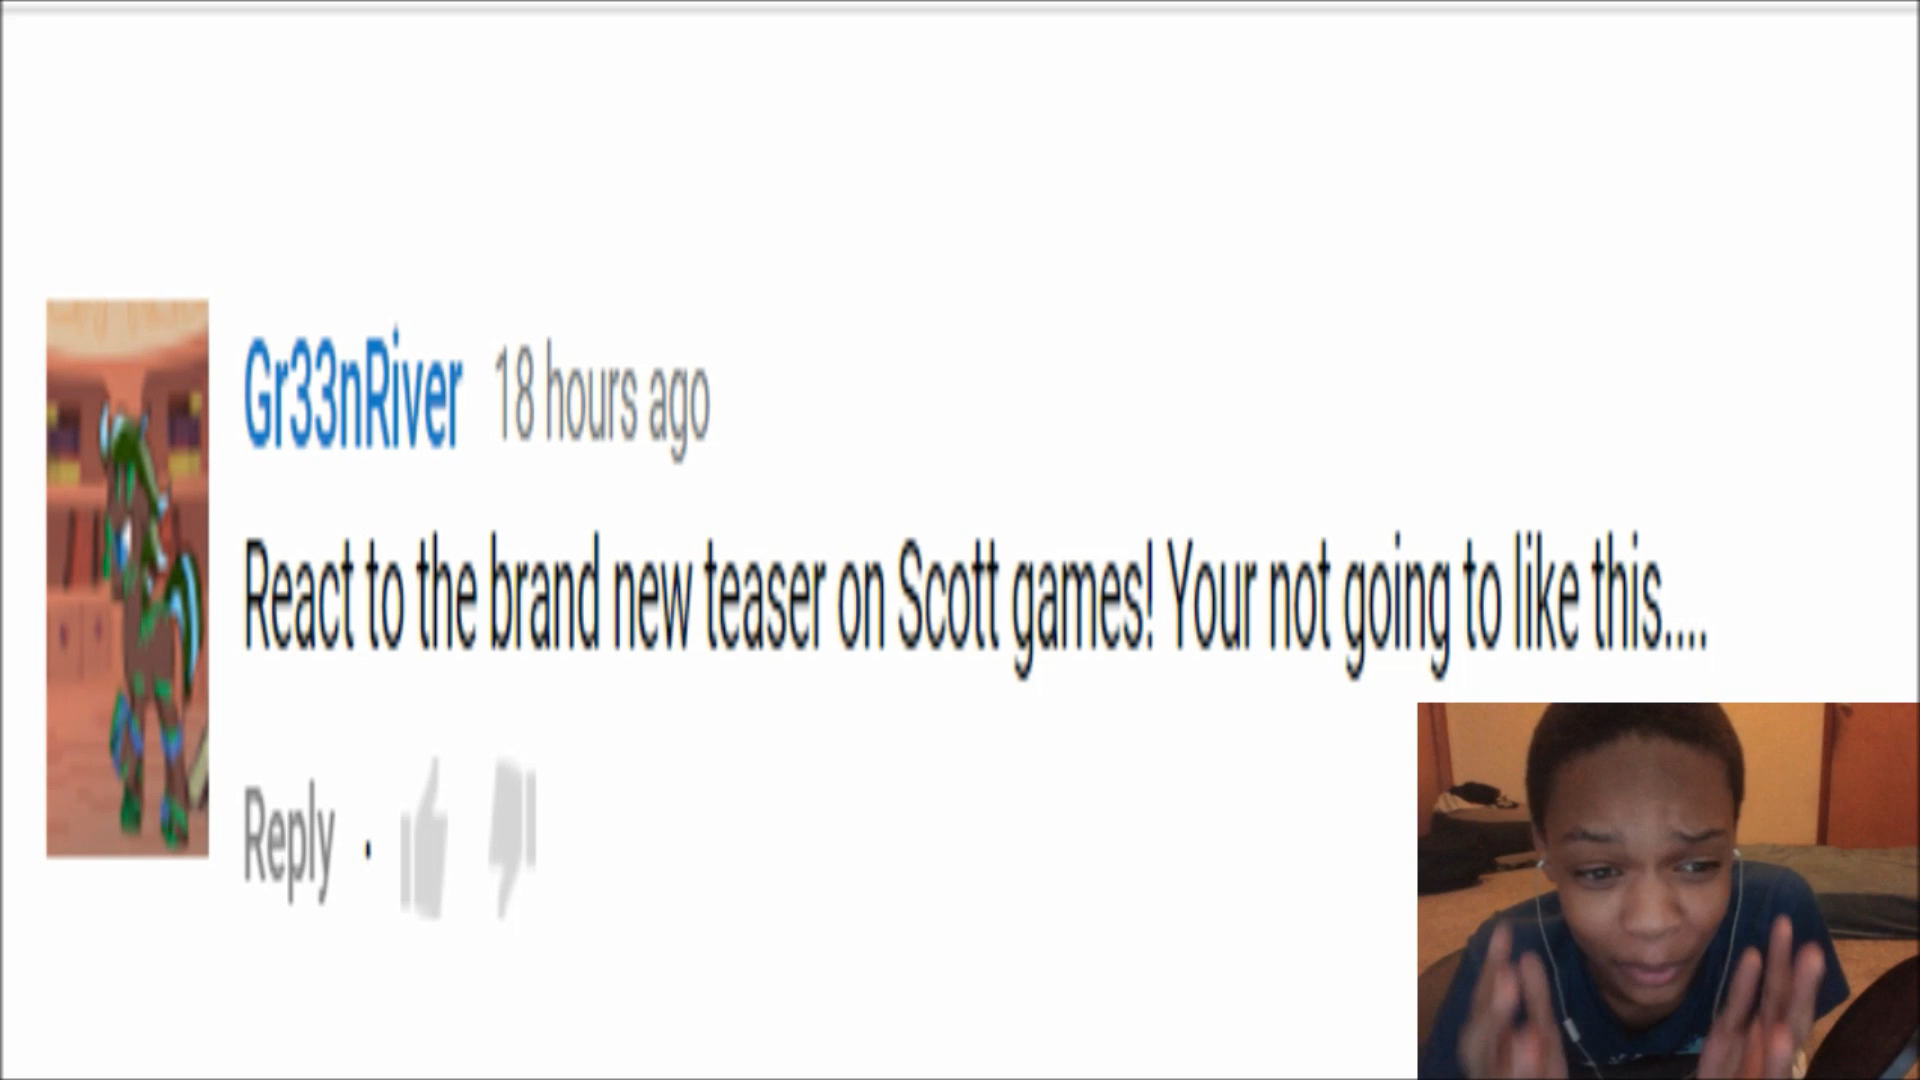 Gr33nRiver 18 hours ago
React to the brand new teaser on Scott games! Your not going to like this....
Reply ·